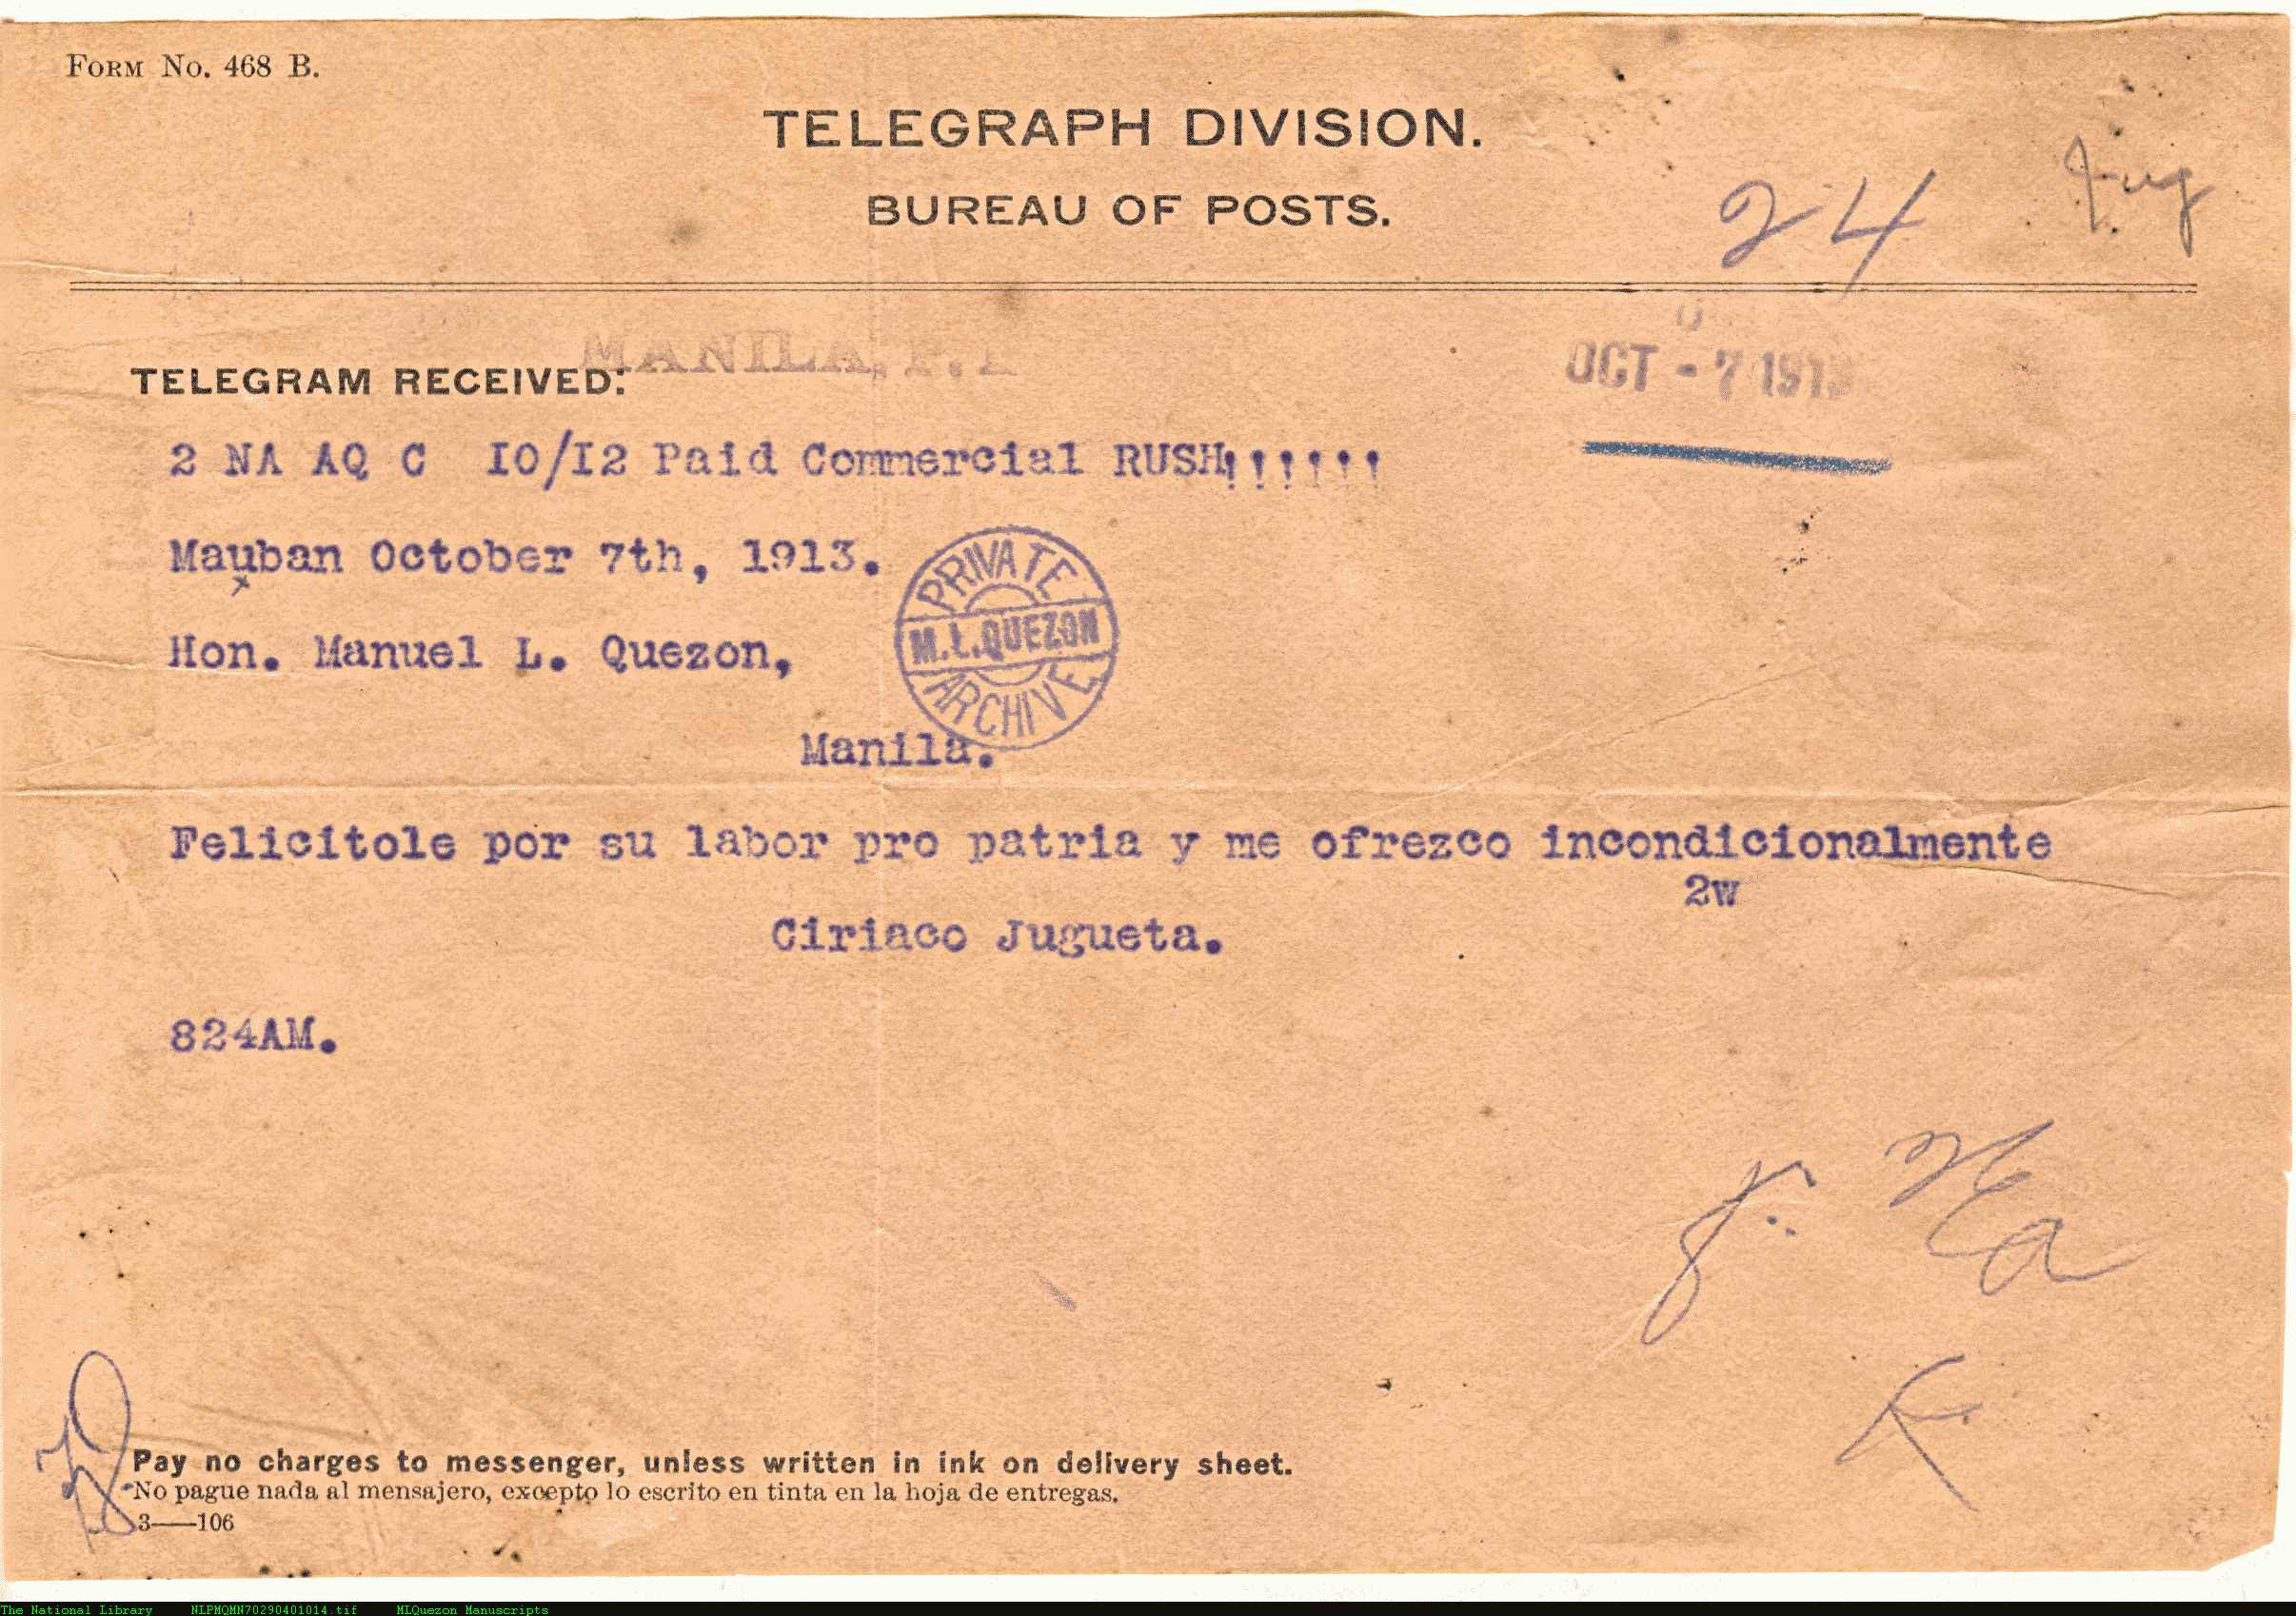 FORM No. 468 B.
TELEGRAPH DIVISION.
BUREAU OF POSTS.
24
Jug
MANILA, P.I
OCT - 7 1913
TELEGRAM RECEIVED:
2 NA AQ C IO/I2 Paid Commercial RUSH!!!!!!
Mauban October 7th, 1913.
Hon. Manuel L. Quezon,
PRIVATE
M.L.QUEZON
ARCHIVE
Manila.
Felicitole por su labor pro patria y me ofrezco incondicionalmente
2w
Ciriaco Jugueta.
824AM.
K
Pay no charges to messenger, unless written in ink on delivery sheet.
No pague nada al mensajero, excepto lo escrito en tinta en la hoja de entregas.
3——106
The National Library NLPMQMN70290401014.tif MLQuezon Manuscripts